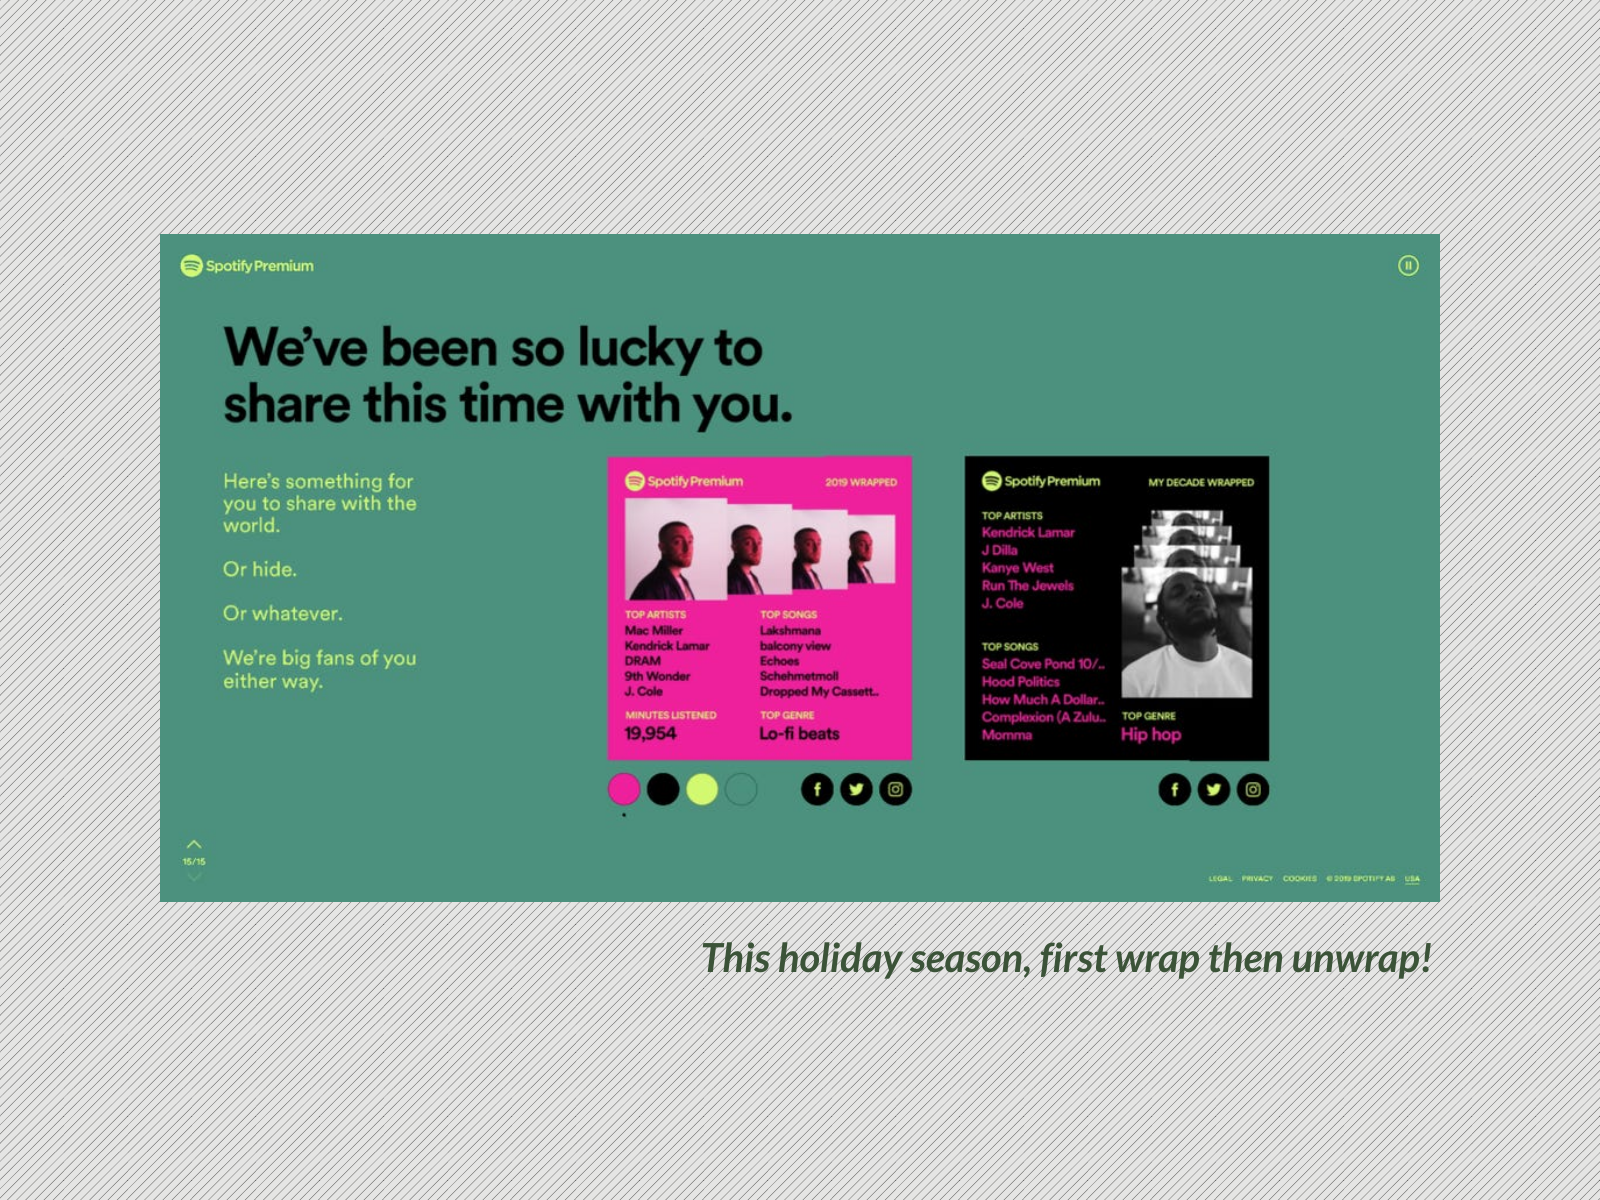 Spotify Premium
We've been so lucky to
share this time with you.
Here's something for
you to share with the
world.
Or hide.
Or whatever.
We're big fans of you
either way.
Spotify Premium
2019 WRAPPED
TOP ARTISTS
Mac Miller
Kendrick Lamar
DRAM
9th Wonder
J. Cole
TOP SONGS
Lakshmana
balcony view
Echoes
Schehmetmoll
Dropped My Cassett..
MINUTES LISTENED
19,954
TOP GENRE
Lo-fi beats
Spotify Premium
MY DECADE WRAPPED
TOP ARTISTS
Kendrick Lamar
J Dilla
Kanye West
Run The Jewels
J. Cole
TOP SONGS
Seal Cove Pond 10/..
Hood Politics
How Much A Dollar..
Complexion (A Zulu..
Momma
TOP GENRE
Hip hop
15/15
LEGAL PRIVACY COOKIES © 2019 SPOTIFY AB USA
This holiday season, first wrap then unwrap!